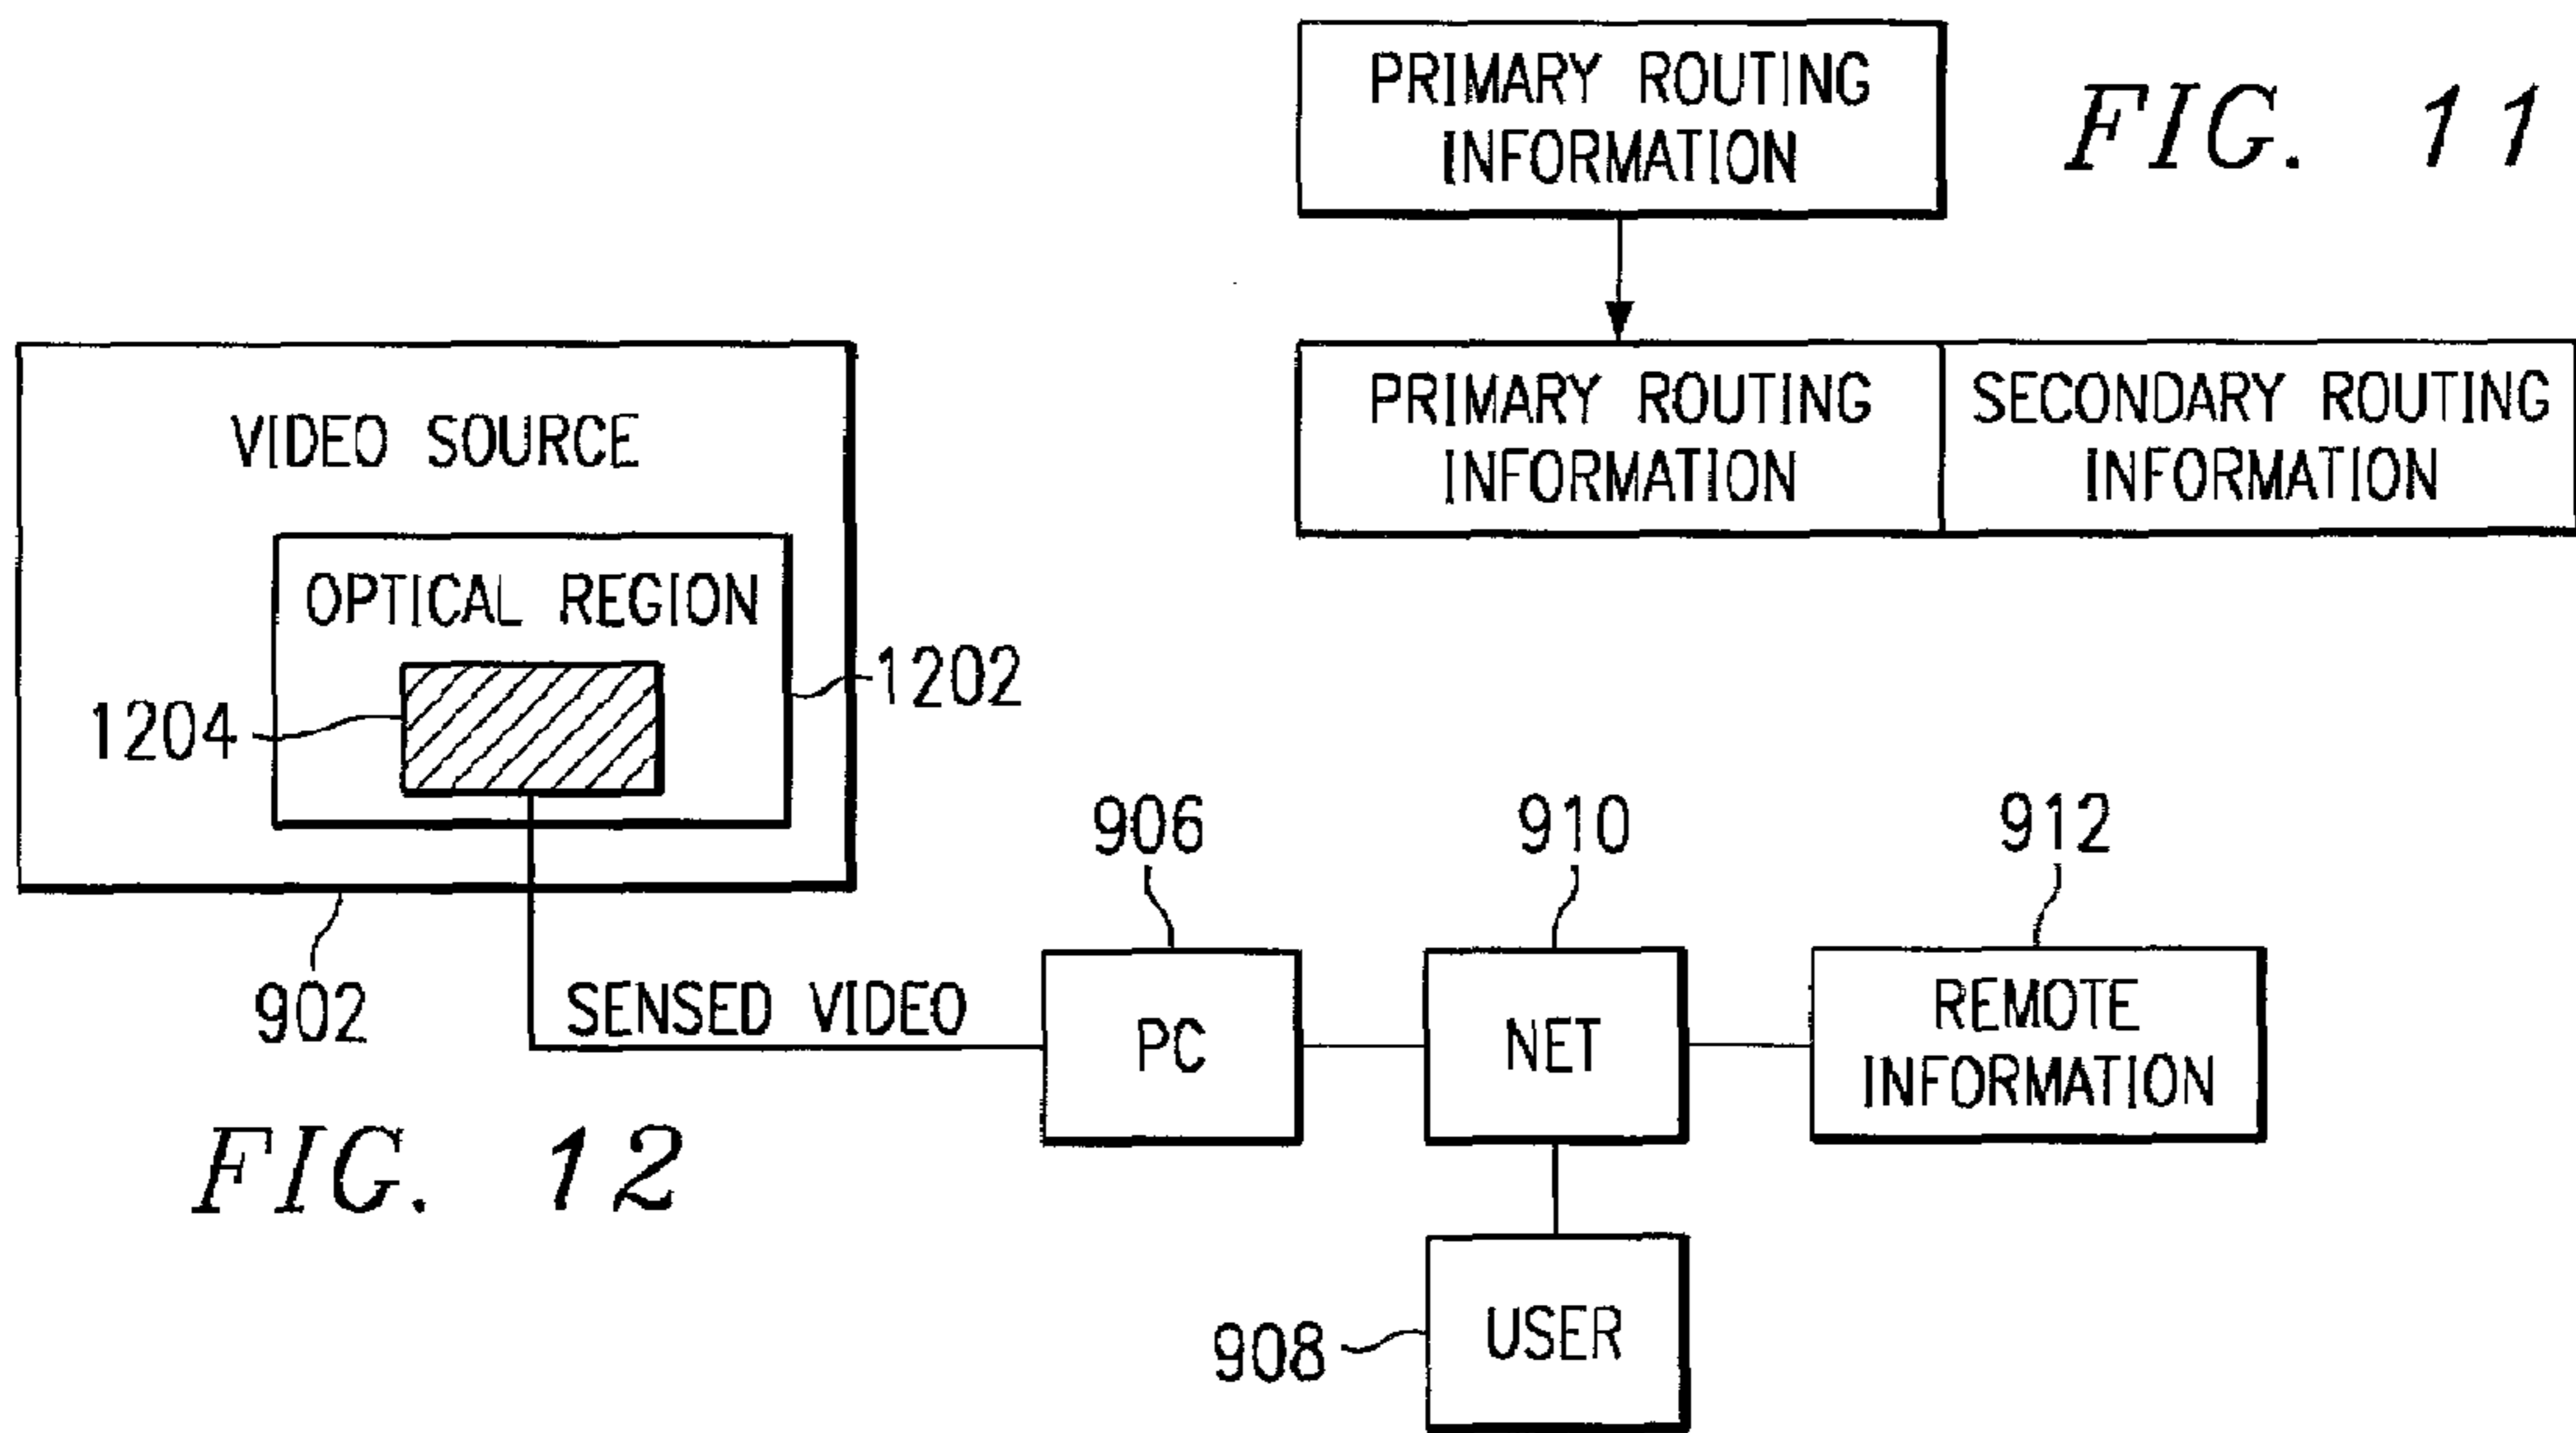 PRIMARY ROUTING
INFORMATION
FIG. 11
PRIMARY ROUTING
INFORMATION
SECONDARY ROUTING
INFORMATION
VIDEO SOURCE
OPTICAL REGION
1202
1204
902
SENSED VIDEO
906
PC
910
NET
912
REMOTE
INFORMATION
908
USER
FIG. 12